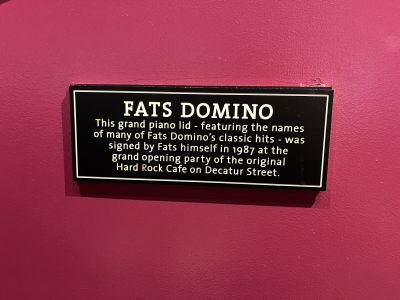 FATS DOMINO
This grand piano lid - featuring the names
of many of Fats Domino's classic hits - was
signed by Fats himself in 1987 at the
grand opening party of the original
Hard Rock Cafe on Decatur Street.